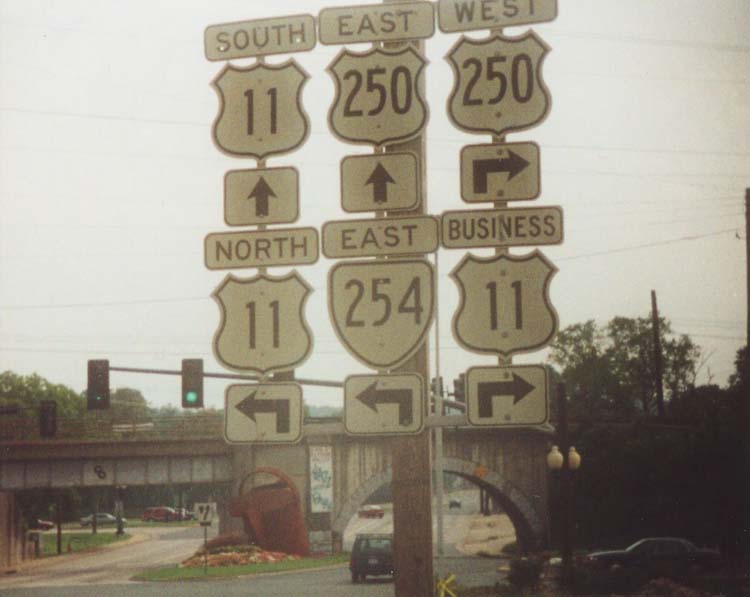 SOUTH EAST WEST
11 250 250
NORTH EAST BUSINESS
11 254 11